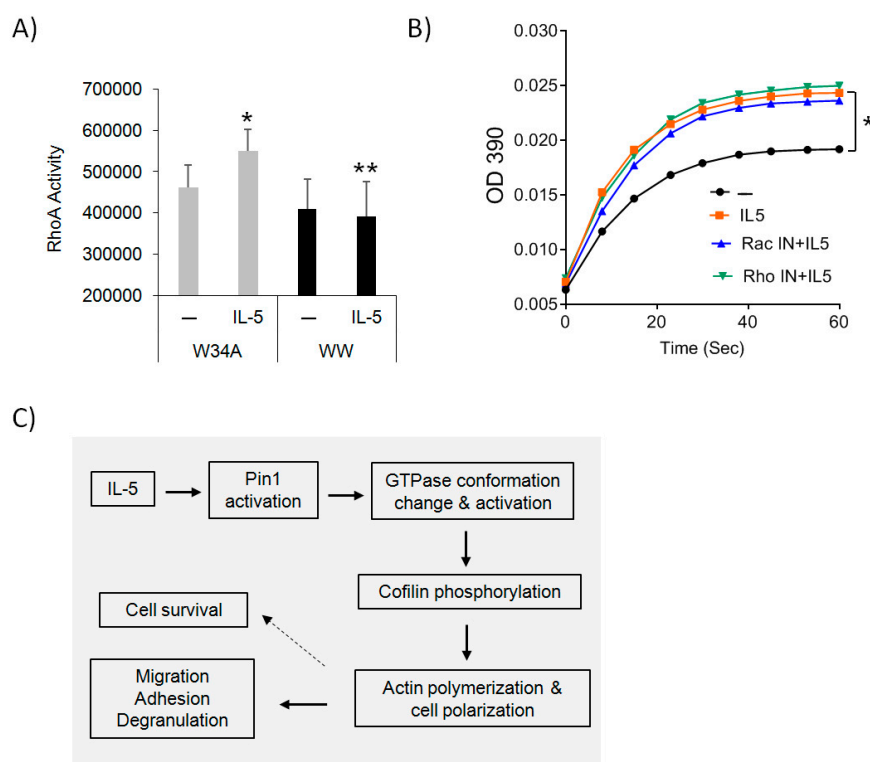 A)
RhoA Activity
700000
600000
500000
400000
300000
200000
*
**
— IL-5 — IL-5
W34A WW
B)
OD 390
0.030
0.025
0.020
0.015
0.010
0.005
*
—
IL5
Rac IN+IL5
Rho IN+IL5
0 20 40 60
Time (Sec)
C)
IL-5
Pin1
activation
GTPase conformation
change & activation
Cofilin phosphorylation
Cell survival
Migration
Adhesion
Degranulation
Actin polymerization &
cell polarization